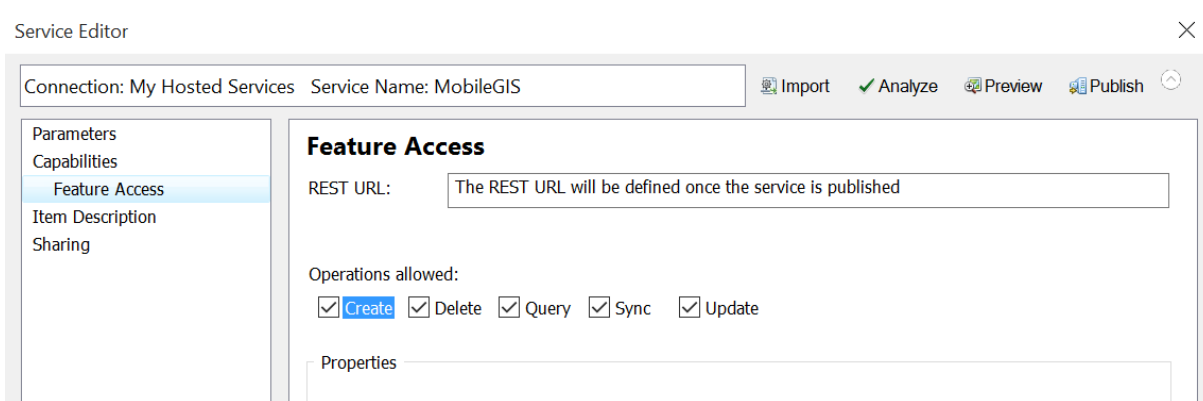 Service Editor
Connection: My Hosted Services   Service Name: MobileGIS
Import   Analyze   Preview   Publish
Parameters
Capabilities
Feature Access
Item Description
Sharing
Feature Access
REST URL: The REST URL will be defined once the service is published
Operations allowed:
Create   Delete   Query   Sync   Update
Properties